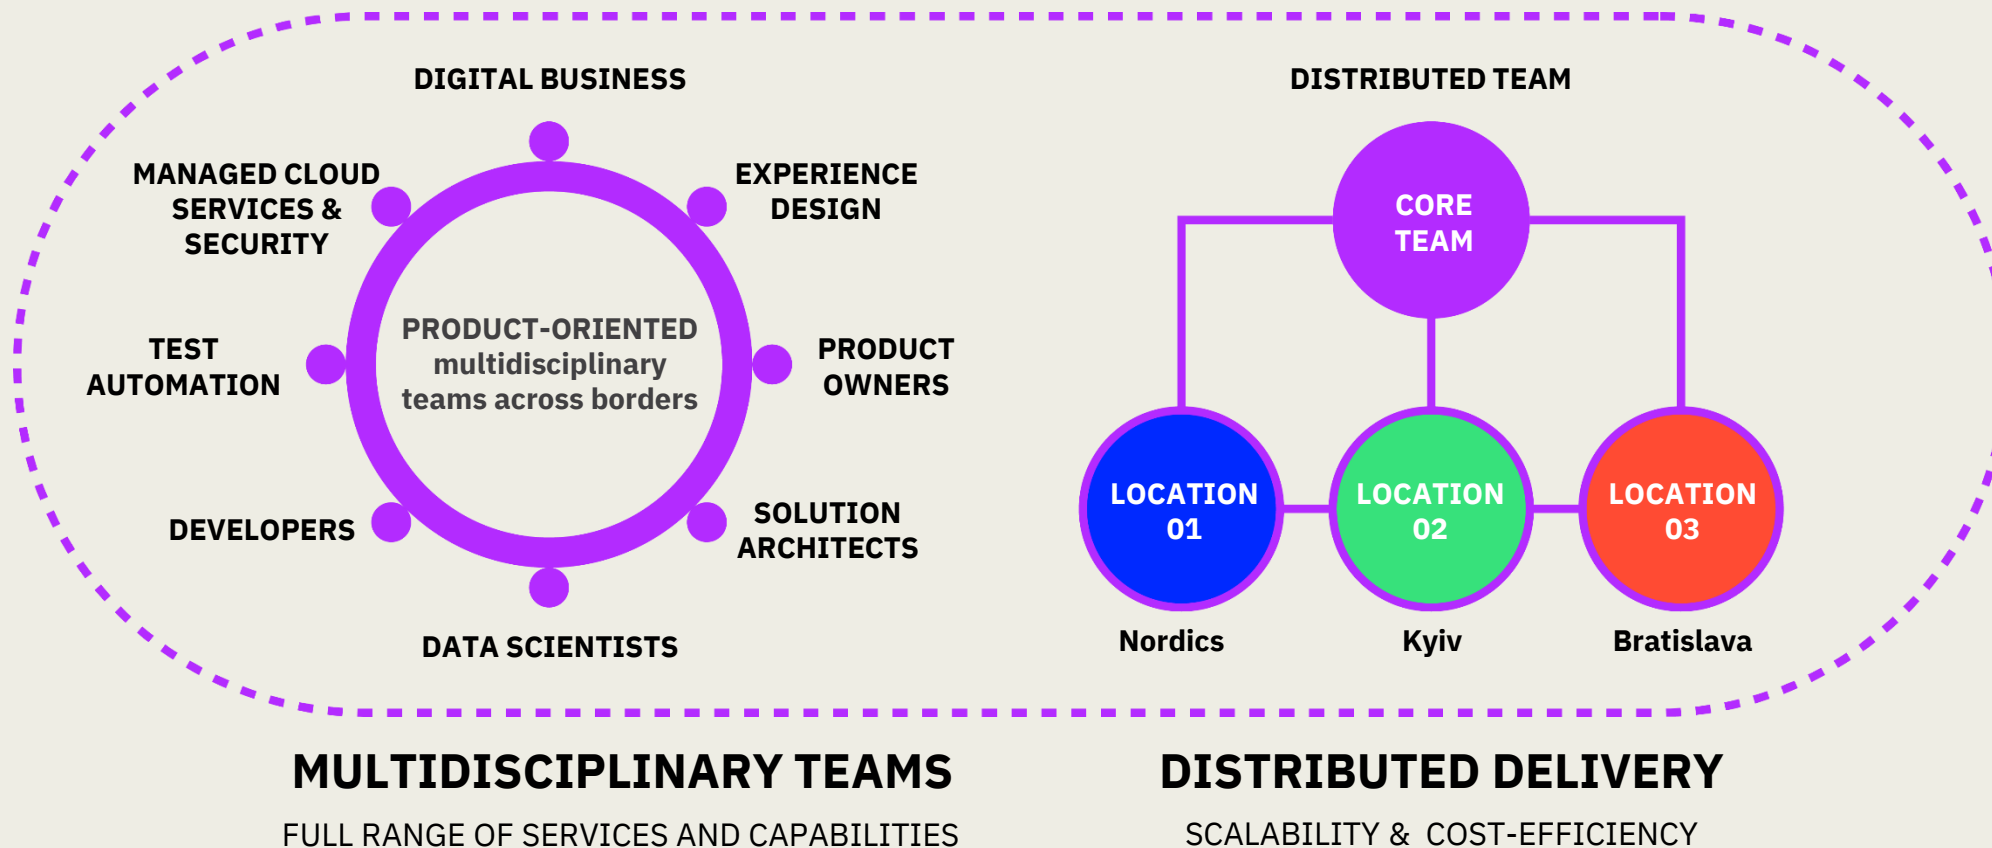 DIGITAL BUSINESS
EXPERIENCE
DESIGN
PRODUCT
OWNERS
SOLUTION
ARCHITECTS
DATA SCIENTISTS
DEVELOPERS
TEST
AUTOMATION
MANAGED CLOUD
SERVICES &
SECURITY
PRODUCT-ORIENTED
multidisciplinary
teams across borders
DISTRIBUTED TEAM
CORE
TEAM
LOCATION
01
Nordics
LOCATION
02
Kyiv
LOCATION
03
Bratislava
MULTIDISCIPLINARY TEAMS
FULL RANGE OF SERVICES AND CAPABILITIES
DISTRIBUTED DELIVERY
SCALABILITY & COST-EFFICIENCY